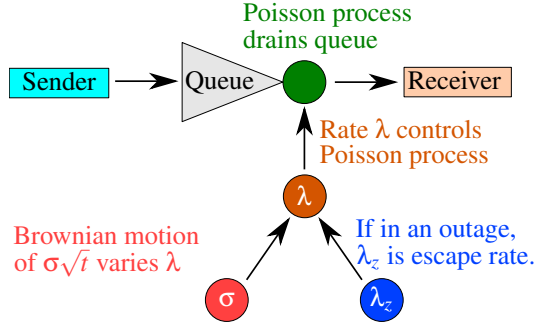 Poisson process
drains queue
Sender
Queue
Receiver
Rate λ controls
Poisson process
λ
Brownian motion
of σ√t varies λ
If in an outage,
λz is escape rate.
σ
λz